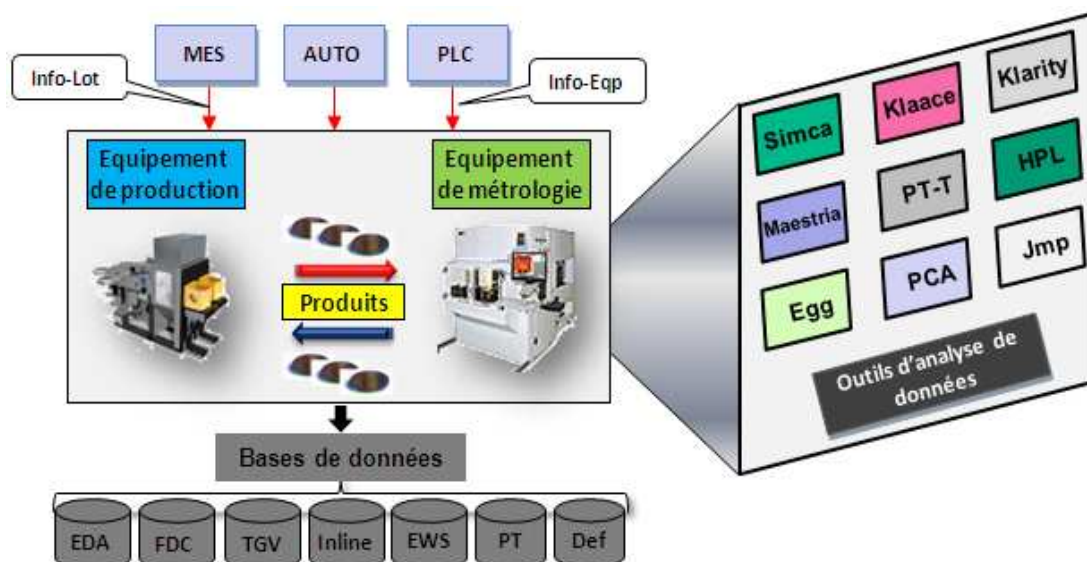 MES
AUTO
PLC
Info-Lot
Info-Eqp
Equipement
de production
Equipement
de métrologie
Produits
Bases de données
EDA
FDC
TGV
Inline
EWS
PT
Def
Simca
Klaace
Klarity
Maestria
PT-T
HPL
Egg
PCA
Jmp
Outils d’analyse de
données